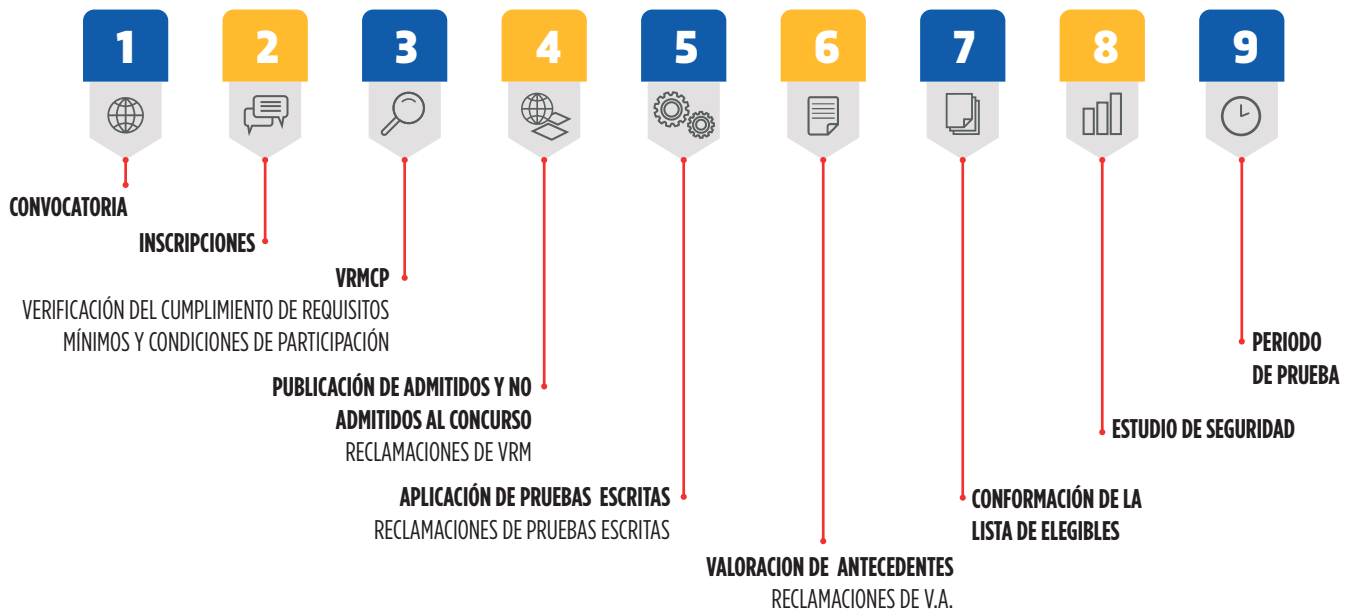 1
2
3
4
5
6
7
8
9
CONVOCATORIA
INSCRIPCIONES
VRMCP
VERIFICACIÓN DEL CUMPLIMIENTO DE REQUISITOS
MÍNIMOS Y CONDICIONES DE PARTICIPACIÓN
PUBLICACIÓN DE ADMITIDOS Y NO
ADMITIDOS AL CONCURSO
RECLAMACIONES DE VRM
APLICACIÓN DE PRUEBAS ESCRITAS
RECLAMACIONES DE PRUEBAS ESCRITAS
VALORACION DE ANTECEDENTES
RECLAMACIONES DE V.A.
CONFORMACIÓN DE LA
LISTA DE ELEGIBLES
ESTUDIO DE SEGURIDAD
PERIODO
DE PRUEBA